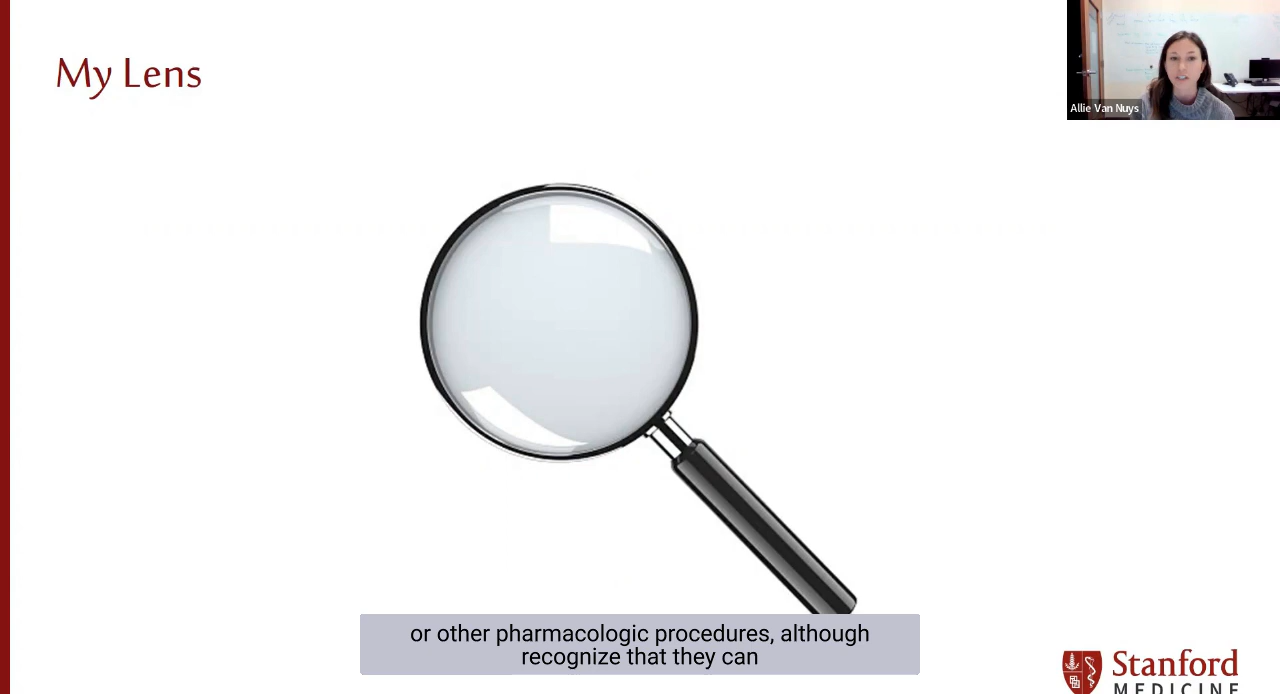 My Lens
Allie Van Nuys
or other pharmacologic procedures, although
recognize that they can
Stanford
MEDICINE